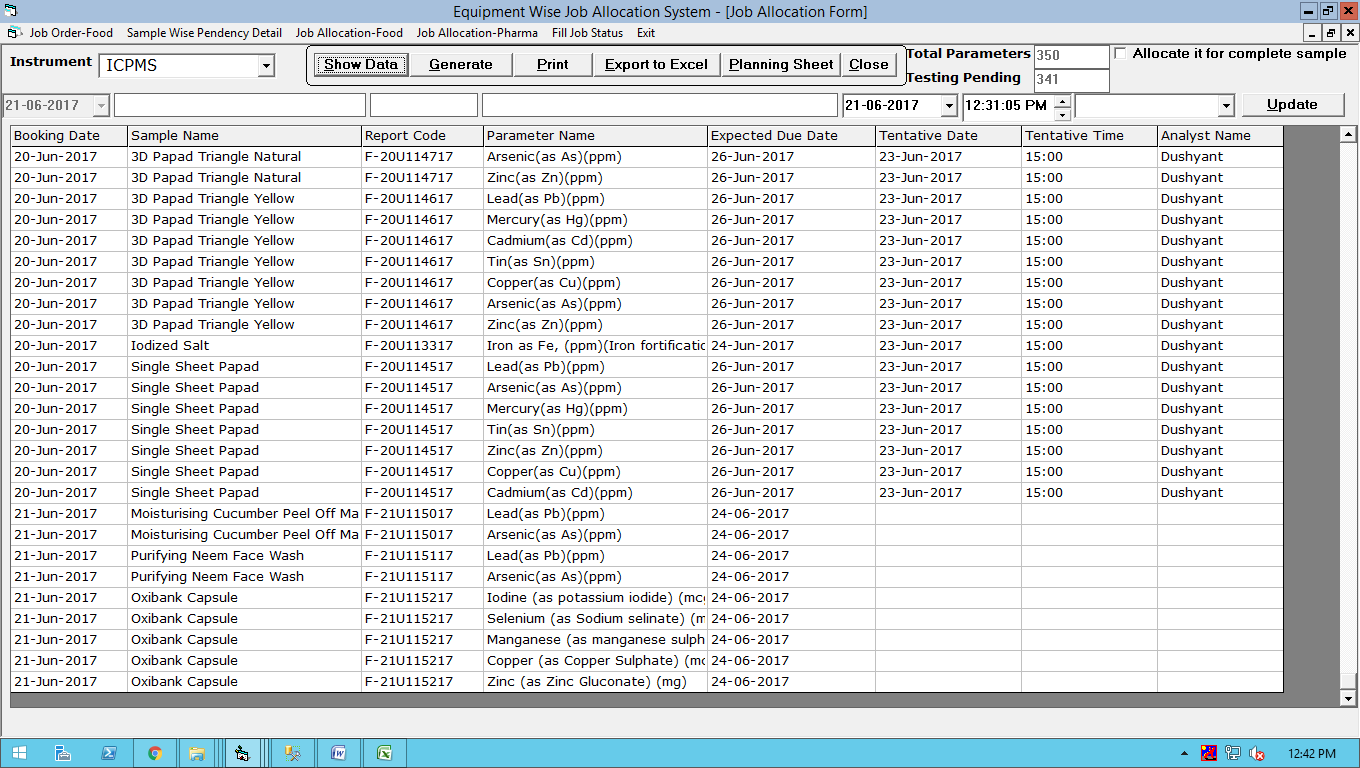 Equipment Wise Job Allocation System - [Job Allocation Form]
Job Order-Food Sample Wise Pendency Detail Job Allocation-Food Job Allocation-Pharma Fill Job Status Exit
Instrument ICPMS Show Data Generate Print Export to Excel Planning Sheet Close Total Parameters 350 Allocate it for complete sample
Testing Pending 341
21-06-2017 21-06-2017 12:31:05 PM Update
Booking Date Sample Name Report Code Parameter Name Expected Due Date Tentative Date Tentative Time Analyst Name
20-Jun-2017 3D Papad Triangle Natural F-20U114717 Arsenic(as As)(ppm) 26-Jun-2017 23-Jun-2017 15:00 Dushyant
20-Jun-2017 3D Papad Triangle Natural F-20U114717 Zinc(as Zn)(ppm) 26-Jun-2017 23-Jun-2017 15:00 Dushyant
20-Jun-2017 3D Papad Triangle Yellow F-20U114617 Lead(as Pb)(ppm) 26-Jun-2017 23-Jun-2017 15:00 Dushyant
20-Jun-2017 3D Papad Triangle Yellow F-20U114617 Mercury(as Hg)(ppm) 26-Jun-2017 23-Jun-2017 15:00 Dushyant
20-Jun-2017 3D Papad Triangle Yellow F-20U114617 Cadmium(as Cd)(ppm) 26-Jun-2017 23-Jun-2017 15:00 Dushyant
20-Jun-2017 3D Papad Triangle Yellow F-20U114617 Tin(as Sn)(ppm) 26-Jun-2017 23-Jun-2017 15:00 Dushyant
20-Jun-2017 3D Papad Triangle Yellow F-20U114617 Copper(as Cu)(ppm) 26-Jun-2017 23-Jun-2017 15:00 Dushyant
20-Jun-2017 3D Papad Triangle Yellow F-20U114617 Arsenic(as As)(ppm) 26-Jun-2017 23-Jun-2017 15:00 Dushyant
20-Jun-2017 3D Papad Triangle Yellow F-20U114617 Zinc(as Zn)(ppm) 26-Jun-2017 23-Jun-2017 15:00 Dushyant
20-Jun-2017 Iodized Salt F-20U113317 Iron as Fe, (ppm)(Iron fortificatic 24-Jun-2017 23-Jun-2017 15:00 Dushyant
20-Jun-2017 Single Sheet Papad F-20U114517 Lead(as Pb)(ppm) 26-Jun-2017 23-Jun-2017 15:00 Dushyant
20-Jun-2017 Single Sheet Papad F-20U114517 Arsenic(as As)(ppm) 26-Jun-2017 23-Jun-2017 15:00 Dushyant
20-Jun-2017 Single Sheet Papad F-20U114517 Mercury(as Hg)(ppm) 26-Jun-2017 23-Jun-2017 15:00 Dushyant
20-Jun-2017 Single Sheet Papad F-20U114517 Tin(as Sn)(ppm) 26-Jun-2017 23-Jun-2017 15:00 Dushyant
20-Jun-2017 Single Sheet Papad F-20U114517 Zinc(as Zn)(ppm) 26-Jun-2017 23-Jun-2017 15:00 Dushyant
20-Jun-2017 Single Sheet Papad F-20U114517 Copper(as Cu)(ppm) 26-Jun-2017 23-Jun-2017 15:00 Dushyant
20-Jun-2017 Single Sheet Papad F-20U114517 Cadmium(as Cd)(ppm) 26-Jun-2017 23-Jun-2017 15:00 Dushyant
21-Jun-2017 Moisturising Cucumber Peel Off Ma F-21U115017 Lead(as Pb)(ppm) 24-06-2017
21-Jun-2017 Moisturising Cucumber Peel Off Ma F-21U115017 Arsenic(as As)(ppm) 24-06-2017
21-Jun-2017 Purifying Neem Face Wash F-21U115117 Lead(as Pb)(ppm) 24-06-2017
21-Jun-2017 Purifying Neem Face Wash F-21U115117 Arsenic(as As)(ppm) 24-06-2017
21-Jun-2017 Oxibank Capsule F-21U115217 Iodine (as potassium iodide) (mcg 24-06-2017
21-Jun-2017 Oxibank Capsule F-21U115217 Selenium (as Sodium selinate) (m 24-06-2017
21-Jun-2017 Oxibank Capsule F-21U115217 Manganese (as manganese sulph 24-06-2017
21-Jun-2017 Oxibank Capsule F-21U115217 Copper (as Copper Sulphate) (mc 24-06-2017
21-Jun-2017 Oxibank Capsule F-21U115217 Zinc (as Zinc Gluconate) (mg) 24-06-2017
12:42 PM